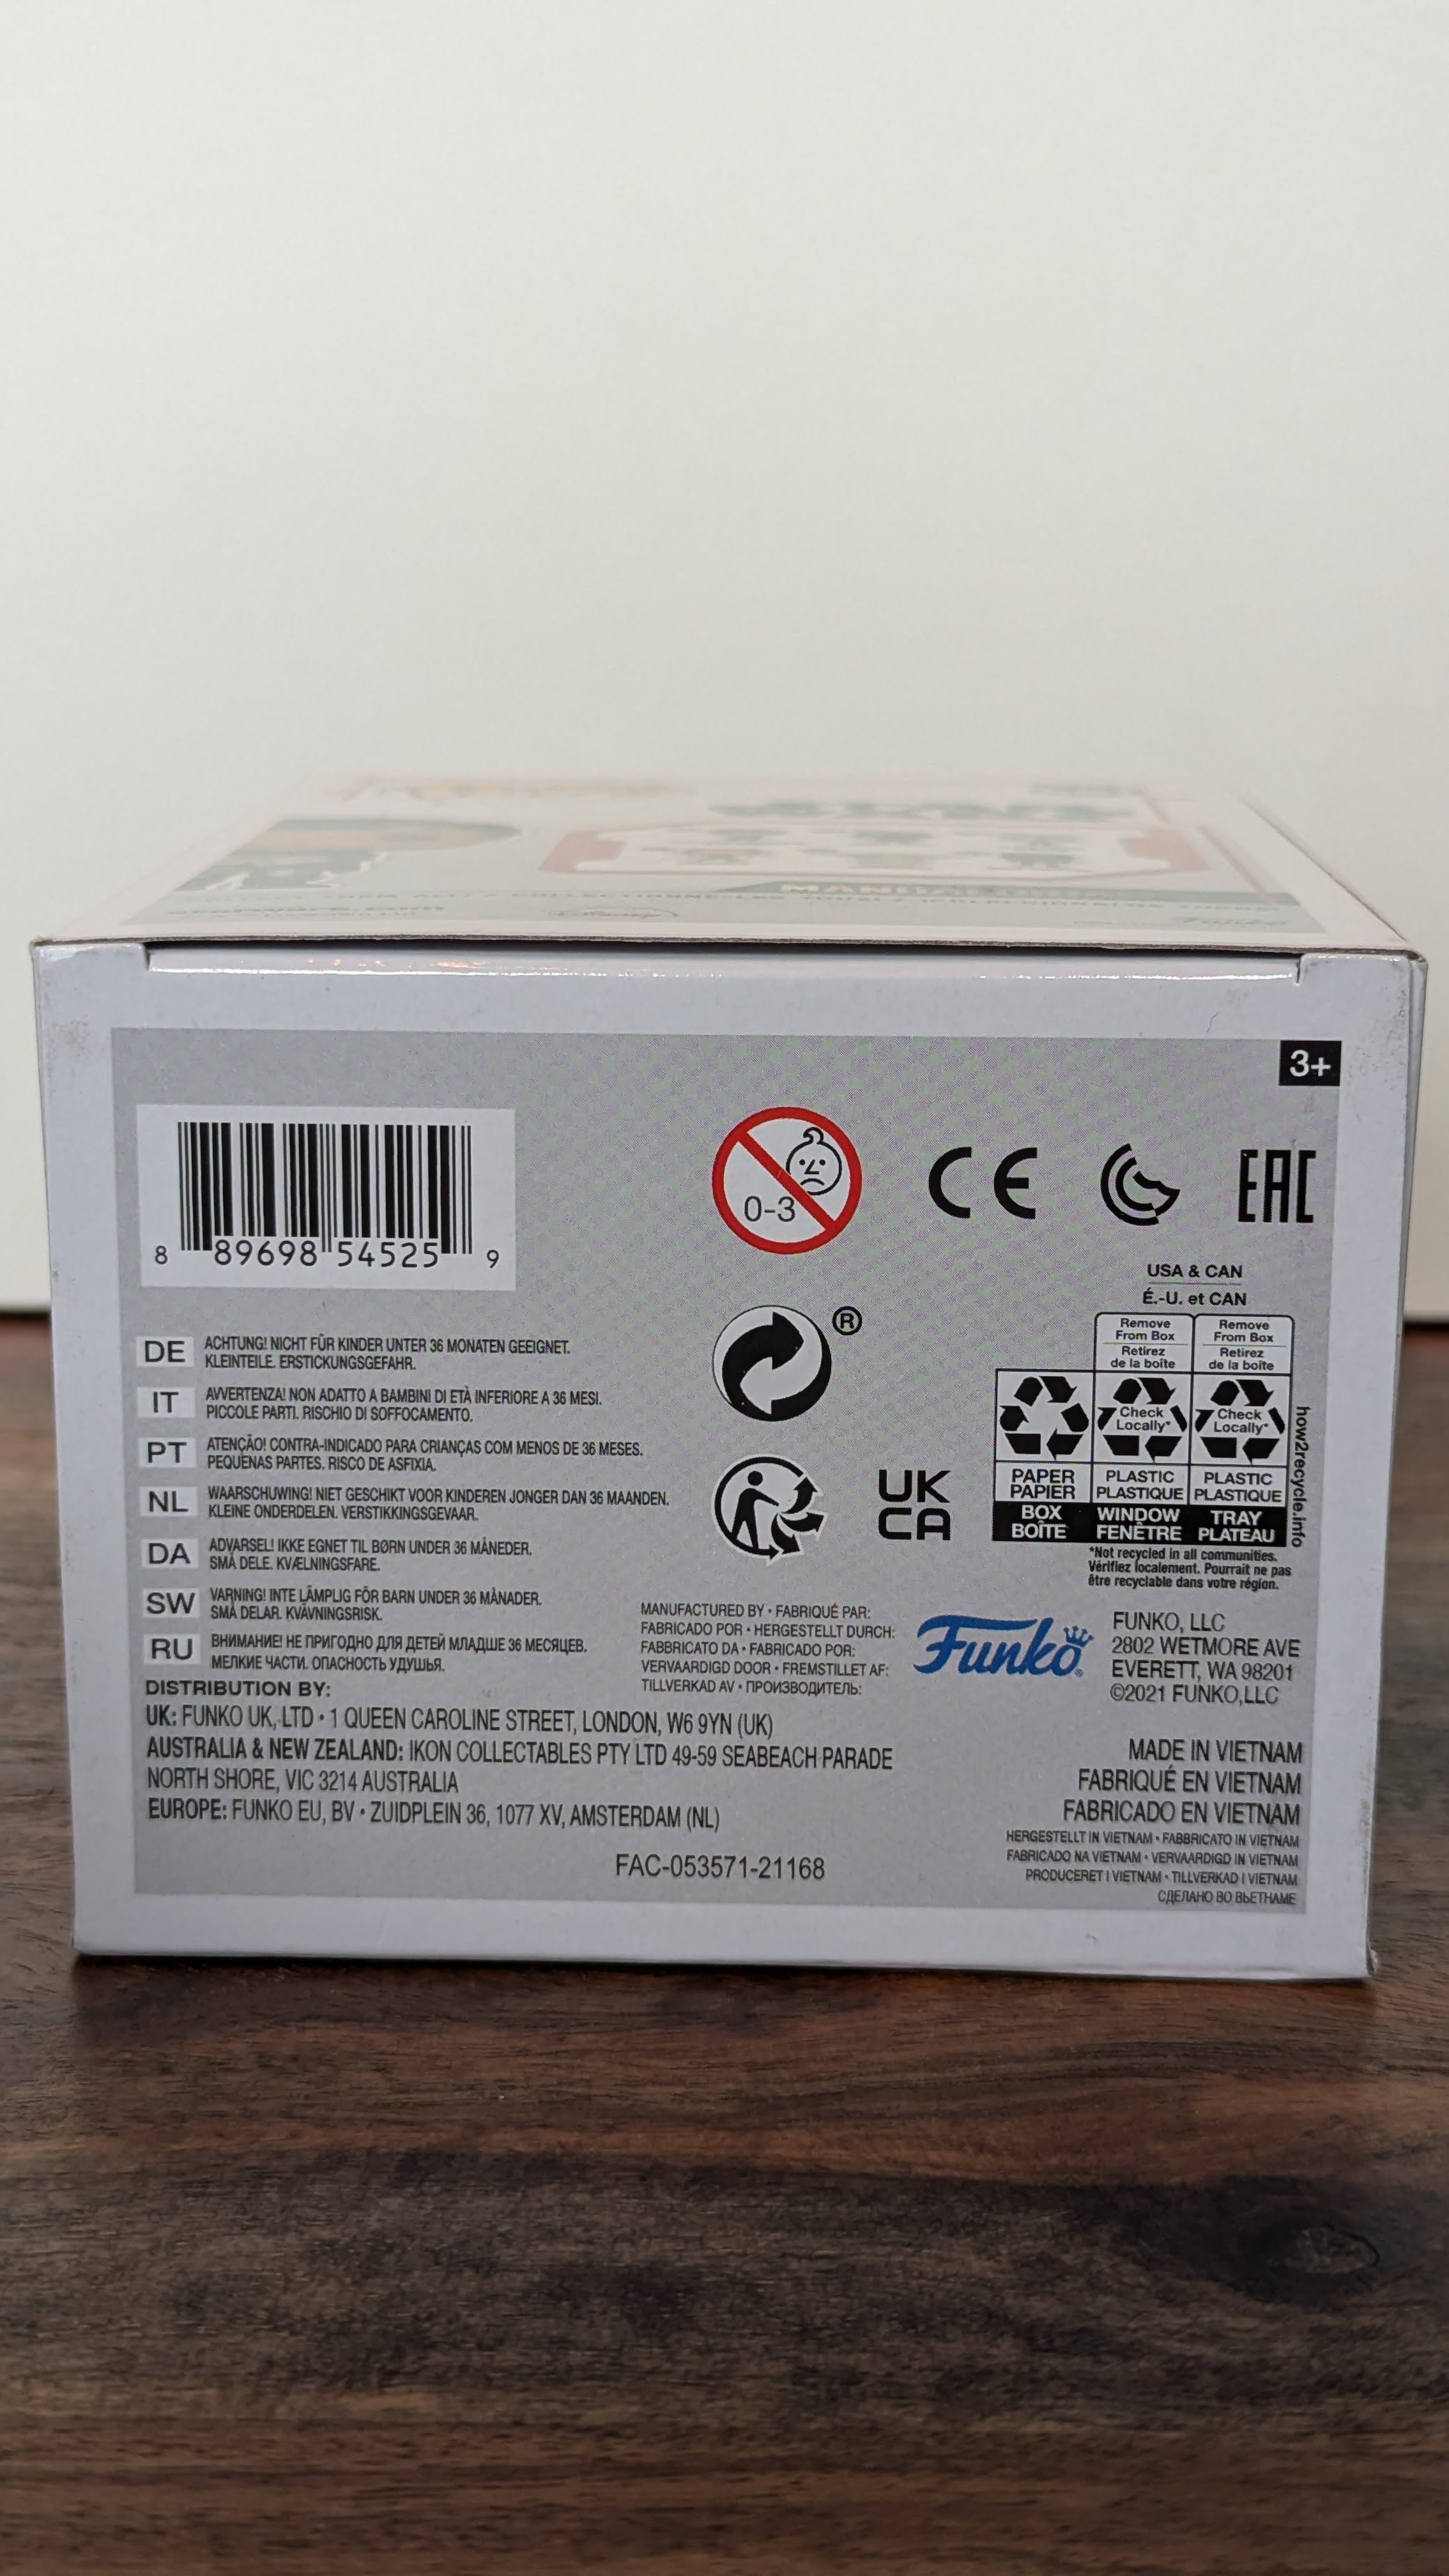 3+
8 89698 54525 9
0-3
CE
EAC
USA & CAN
É.-U. et CAN
®
Remove From Box
Retirez de la boîte
Remove From Box
Retirez de la boîte
Check Locally*
Check Locally*
PAPER PAPIER
PLASTIC PLASTIQUE
PLASTIC PLASTIQUE
BOX BOÎTE
WINDOW FENÊTRE
TRAY PLATEAU
how2recycle.info
*Not recycled in all communities.
Vérifiez localement. Pourrait ne pas
être recyclable dans votre région.
UK
CA
DE ACHTUNG! NICHT FÜR KINDER UNTER 36 MONATEN GEEIGNET.
KLEINTEILE. ERSTICKUNGSGEFAHR.
IT AVVERTENZA! NON ADATTO A BAMBINI DI ETÀ INFERIORE A 36 MESI.
PICCOLE PARTI. RISCHIO DI SOFFOCAMENTO.
PT ATENÇÃO! CONTRA-INDICADO PARA CRIANÇAS COM MENOS DE 36 MESES.
PEQUENAS PARTES. RISCO DE ASFIXIA.
NL WAARSCHUWING! NIET GESCHIKT VOOR KINDEREN JONGER DAN 36 MAANDEN.
KLEINE ONDERDELEN. VERSTIKKINGSGEVAAR.
DA ADVARSEL! IKKE EGNET TIL BØRN UNDER 36 MÅNEDER.
SMÅ DELE. KVÆLNINGSFARE.
SW VARNING! INTE LÄMPLIG FÖR BARN UNDER 36 MÅNADER.
SMÅ DELAR. KVÄVNINGSRISK.
RU ВНИМАНИЕ! НЕ ПРИГОДНО ДЛЯ ДЕТЕЙ МЛАДШЕ 36 МЕСЯЦЕВ.
МЕЛКИЕ ЧАСТИ. ОПАСНОСТЬ УДУШЬЯ.
MANUFACTURED BY • FABRIQUÉ PAR:
FABRICADO POR • HERGESTELLT DURCH:
FABBRICATO DA • FABRICADO POR:
VERVAARDIGD DOOR • FREMSTILLET AF:
TILLVERKAD AV • ПРОИЗВОДИТЕЛЬ:
Funko
FUNKO, LLC
2802 WETMORE AVE
EVERETT, WA 98201
©2021 FUNKO,LLC
DISTRIBUTION BY:
UK: FUNKO UK, LTD • 1 QUEEN CAROLINE STREET, LONDON, W6 9YN (UK)
AUSTRALIA & NEW ZEALAND: IKON COLLECTABLES PTY LTD 49-59 SEABEACH PARADE
NORTH SHORE, VIC 3214 AUSTRALIA
EUROPE: FUNKO EU, BV • ZUIDPLEIN 36, 1077 XV, AMSTERDAM (NL)
MADE IN VIETNAM
FABRIQUÉ EN VIETNAM
FABRICADO EN VIETNAM
HERGESTELLT IN VIETNAM • FABBRICATO IN VIETNAM
FABRICADO NA VIETNAM • VERVAARDIGD IN VIETNAM
PRODUCERET I VIETNAM • TILLVERKAD I VIETNAM
СДЕЛАНО ВО ВЬЕТНАМЕ
FAC-053571-21168